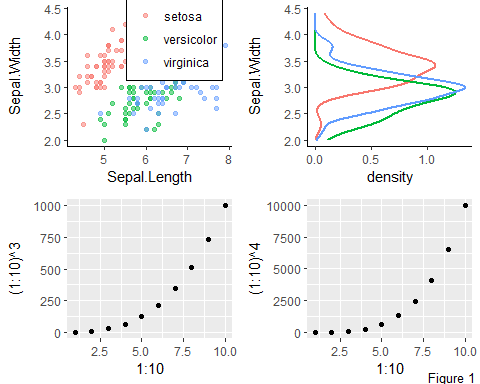 4.5
4.0
3.5
3.0
2.5
2.0
Sepal.Width
setosa
versicolor
virginica
5 6 7 8
Sepal.Length
4.5
4.0
3.5
3.0
2.5
2.0
Sepal.Width
0.0 0.5 1.0
density
1000
750
500
250
0
(1:10)^3
2.5 5.0 7.5 10.0
1:10
10000
7500
5000
2500
0
(1:10)^4
2.5 5.0 7.5 10.0
1:10
Figure 1